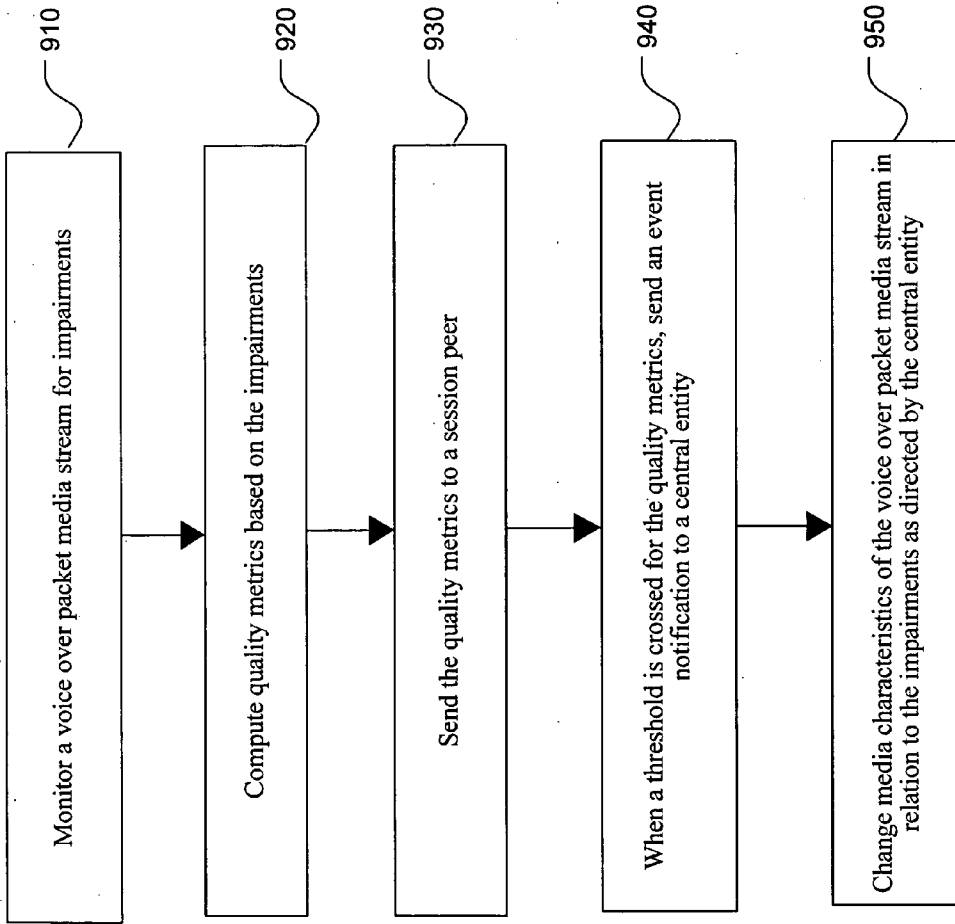 Monitor a voice over packet media stream for impairments
910
Compute quality metrics based on the impairments
920
Send the quality metrics to a session peer
930
When a threshold is crossed for the quality metrics, send an event
notification to a central entity
940
Change media characteristics of the voice over packet media stream in
relation to the impairments as directed by the central entity
950